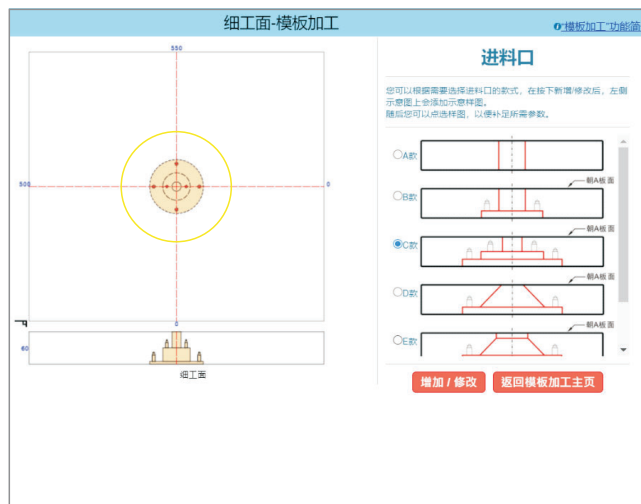 细工面-模板加工
"模板加工"功能简
进料口
您可以根据需要选择进料口的款式，在按下新增/修改后，左侧
示意图上会添加示意样图。
随后您可以点选样图，以便补足所需参数。
550
500
0
0
60
细工面
A款
朝A板面
B款
朝A板面
C款
朝A板面
D款
朝A板面
E款
增加 / 修改
返回模板加工主页